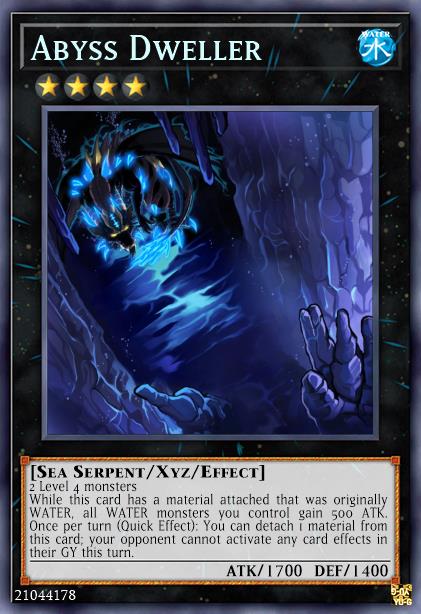 Abyss Dweller
WATER
水
[Sea Serpent/Xyz/Effect]
2 Level 4 monsters
While this card has a material attached that was originally
WATER, all WATER monsters you control gain 500 ATK.
Once per turn (Quick Effect): You can detach 1 material from
this card; your opponent cannot activate any card effects in
their GY this turn.
ATK/1700 DEF/1400
21044178